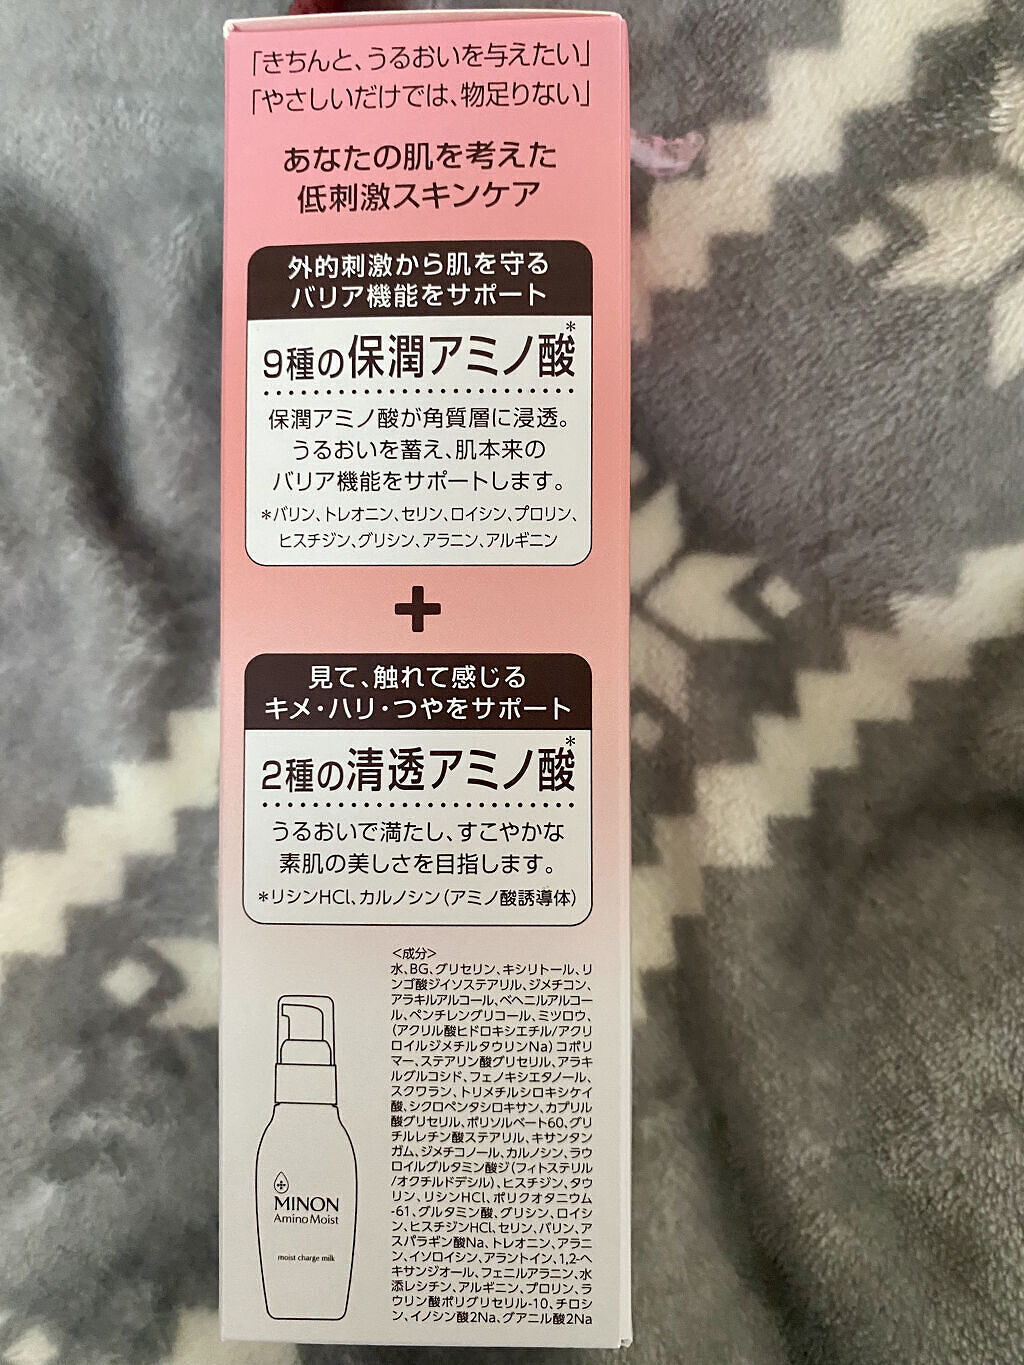 「きちんと、うるおいを与えたい」
「やさしいだけでは、物足りない」
あなたの肌を考えた
低刺激スキンケア
外的刺激から肌を守る
バリア機能をサポート
9種の保潤アミノ酸*
保潤アミノ酸が角質層に浸透。
うるおいを蓄え、肌本来の
バリア機能をサポートします。
*バリン、トレオニン、セリン、ロイシン、プロリン、
ヒスチジン、グリシン、アラニン、アルギニン
+
見て、触れて感じる
キメ・ハリ・つやをサポート
2種の清透アミノ酸*
うるおいで満たし、すこやかな
素肌の美しさを目指します。
*リシンHCl、カルノシン(アミノ酸誘導体)
<成分>
水、BG、グリセリン、キシリトール、リ
ンゴ酸ジイソステアリル、ジメチコン、
アラキルアルコール、ベヘニルアルコー
ル、ペンチレングリコール、ミツロウ、
(アクリル酸ヒドロキシエチル/アクリ
ロイルジメチルタウリンNa)コポリ
マー、ステアリン酸グリセリル、アラキ
ルグルコシド、フェノキシエタノール、
スクワラン、トリメチルシロキシケイ
酸、シクロペンタシロキサン、カプリル
酸グリセリル、ポリソルベート60、グリ
チルレチン酸ステアリル、キサンタン
ガム、ジメチコノール、カルノシン、ラウ
ロイルグルタミン酸ジ(フィトステリル
/オクチルドデシル)、ヒスチジン、タウ
リン、リシンHCl、ポリクオタニウム
-61、グルタミン酸、グリシン、ロイシ
ン、ヒスチジンHCl、セリン、バリン、ア
スパラギン酸Na、トレオニン、アラニ
ン、イソロイシン、アラントイン、1,2-ヘ
キサンジオール、フェニルアラニン、水
添レシチン、アルギニン、プロリン、ラ
ウリン酸ポリグリセリル-10、チロシ
ン、イノシン酸2Na、グアニル酸2Na
MINON
Amino Moist
moist charge milk